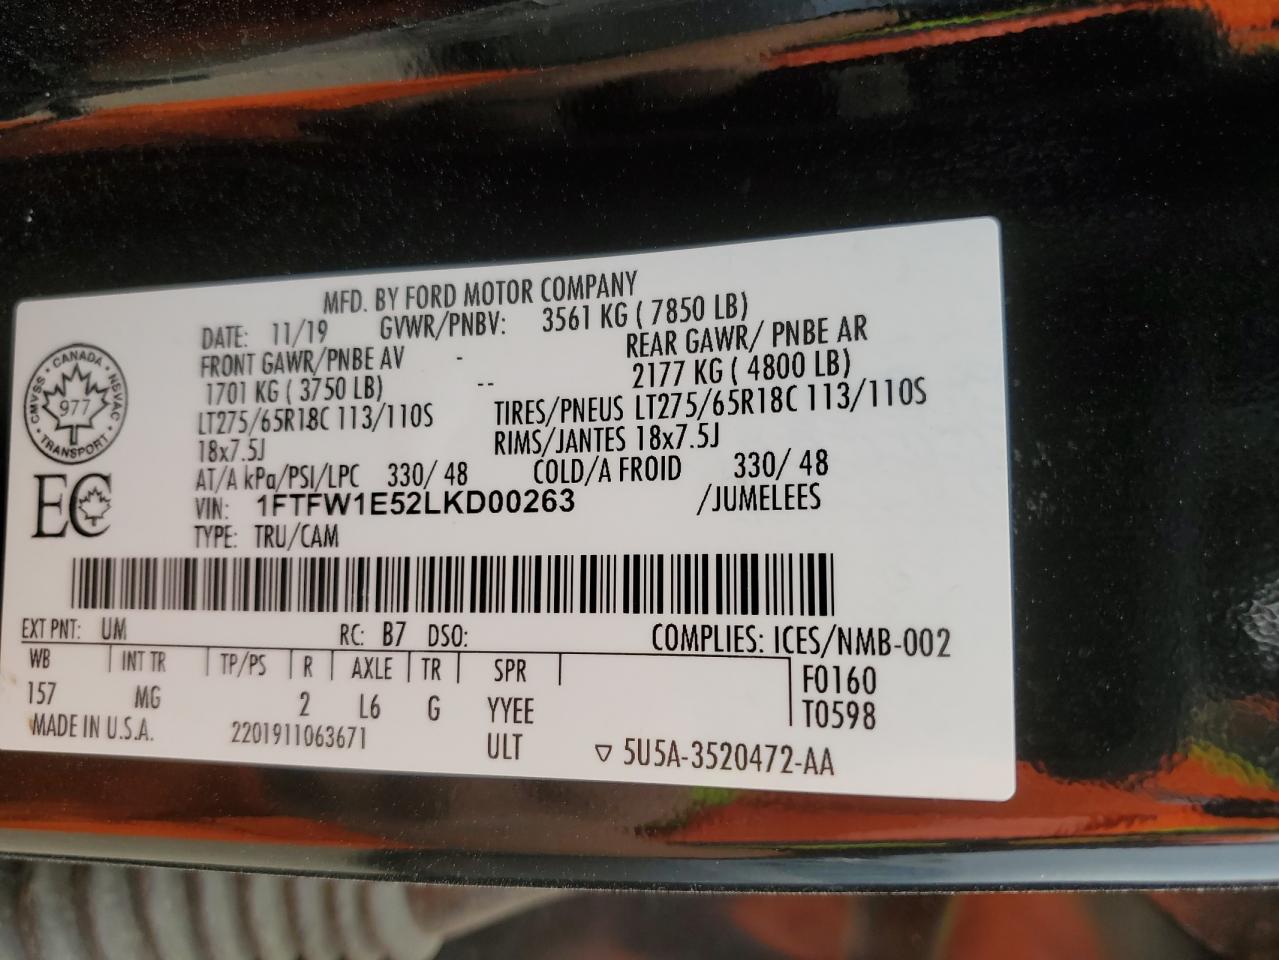 MFD. BY FORD MOTOR COMPANY
DATE: 11/19 GVWR/PNBV: 3561 KG ( 7850 LB)
FRONT GAWR/PNBE AV - REAR GAWR/ PNBE AR
1701 KG ( 3750 LB) -- 2177 KG ( 4800 LB)
LT275/65R18C 113/110S TIRES/PNEUS LT275/65R18C 113/110S
18x7.5J RIMS/JANTES 18x7.5J
AT/A kPa/PSI/LPC 330/ 48 COLD/A FROID 330/ 48
VIN: 1FTFW1E52LKD00263 /JUMELEES
TYPE: TRU/CAM
CANADA
CMVSS NSVAC
977
TRANSPORT
EC
EXT PNT: UM RC: B7 DSO: COMPLIES: ICES/NMB-002
WB INT TR TP/PS R AXLE TR SPR F0160
157 MG 2 L6 G YYEE T0598
MADE IN U.S.A. 2201911063671 ULT ▽ 5U5A-3520472-AA